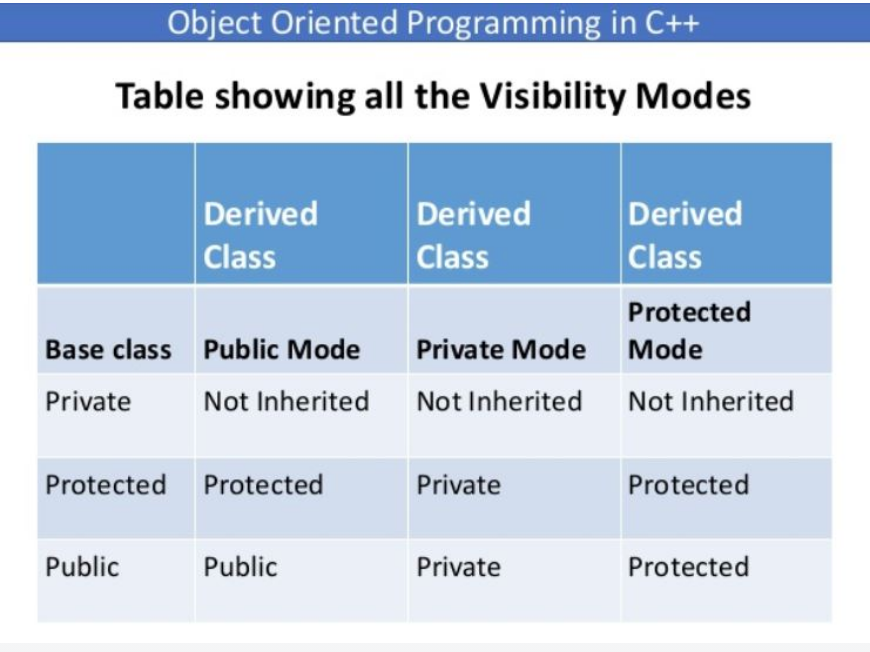 Object Oriented Programming in C++
Table showing all the Visibility Modes
Derived Class Derived Class Derived Class
Base class Public Mode Private Mode Protected Mode
Private Not Inherited Not Inherited Not Inherited
Protected Protected Private Protected
Public Public Private Protected